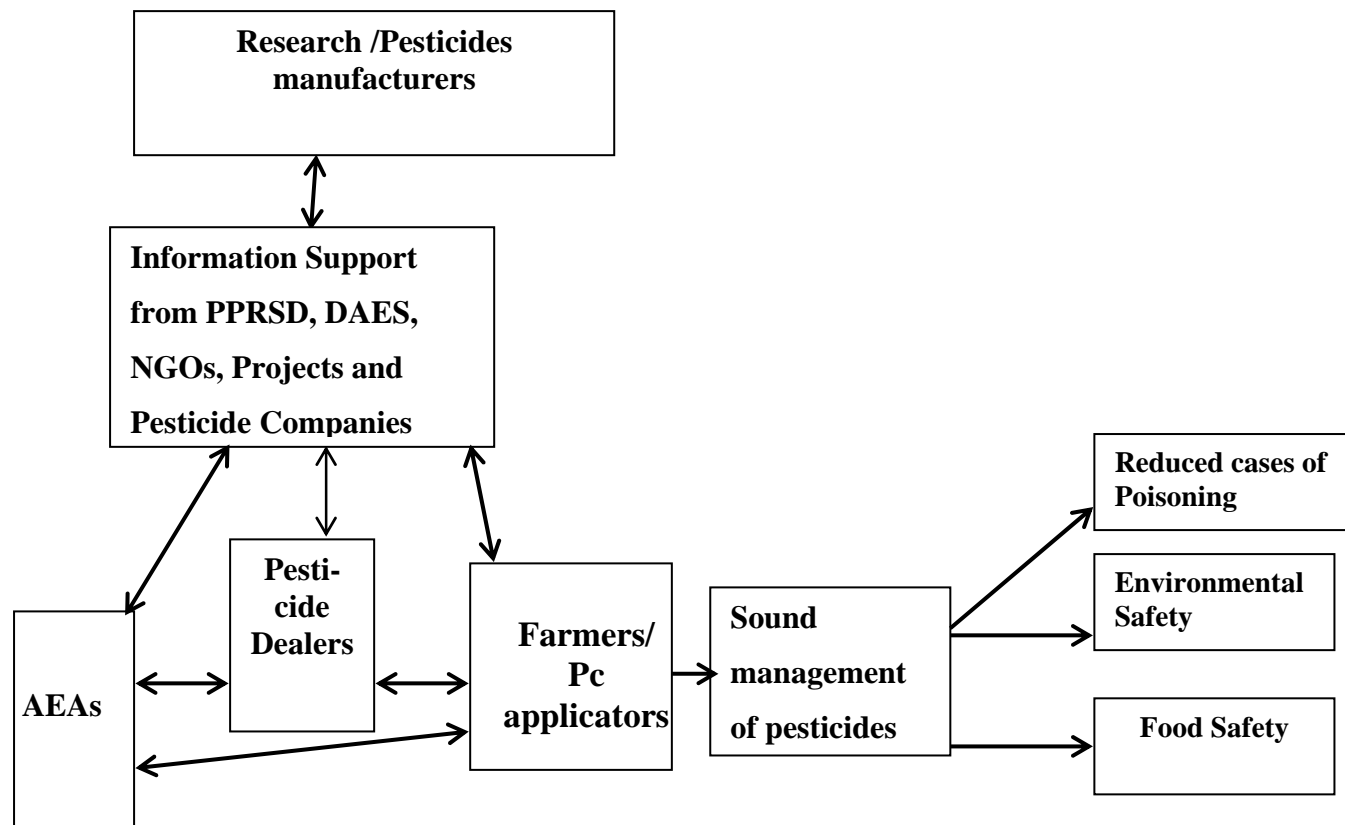 Research /Pesticides
manufacturers
Information Support
from PPRSD, DAES,
NGOs, Projects and
Pesticide Companies
Reduced cases of
Poisoning
Environmental
Safety
Food Safety
Pesti-
cide
Dealers
Farmers/
Pc
applicators
Sound
management
of pesticides
AEAs